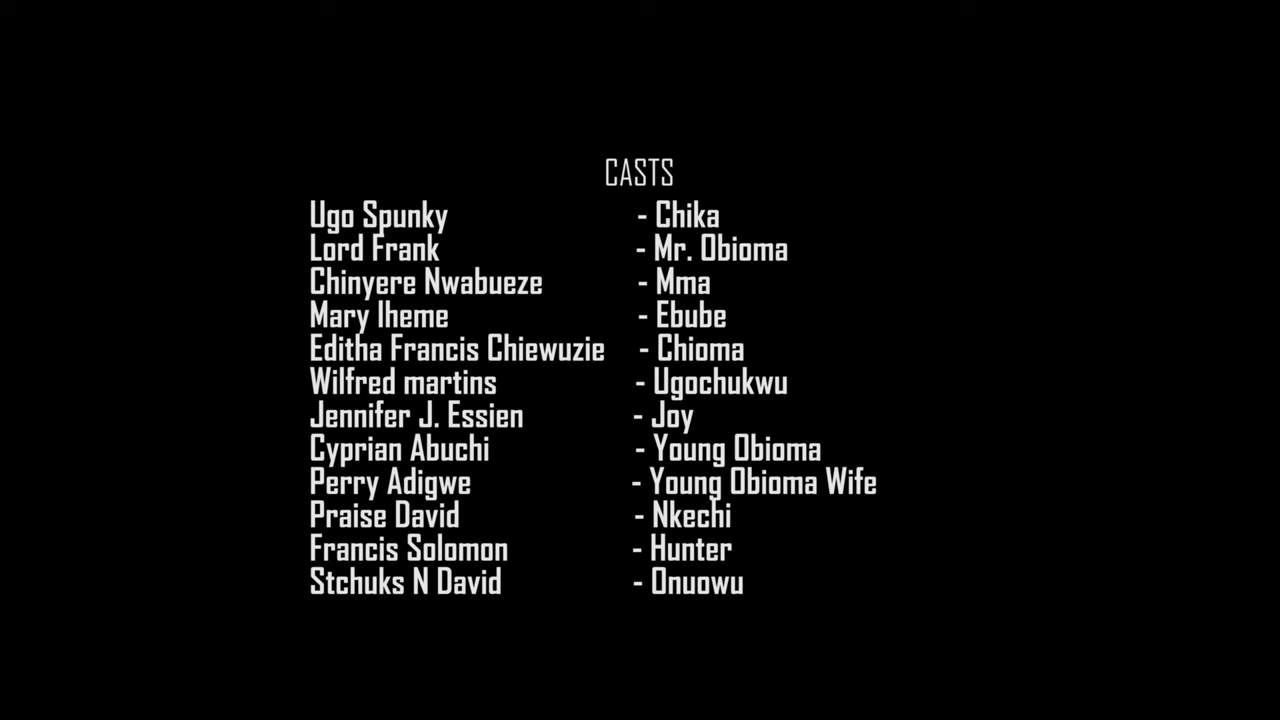 CASTS
Ugo Spunky - Chika
Lord Frank - Mr. Obioma
Chinyere Nwabueze - Mma
Mary Iheme - Ebube
Editha Francis Chiewuzie - Chioma
Wilfred martins - Ugochukwu
Jennifer J. Essien - Joy
Cyprian Abuchi - Young Obioma
Perry Adigwe - Young Obioma Wife
Praise David - Nkechi
Francis Solomon - Hunter
Stchuks N David - Onuowu